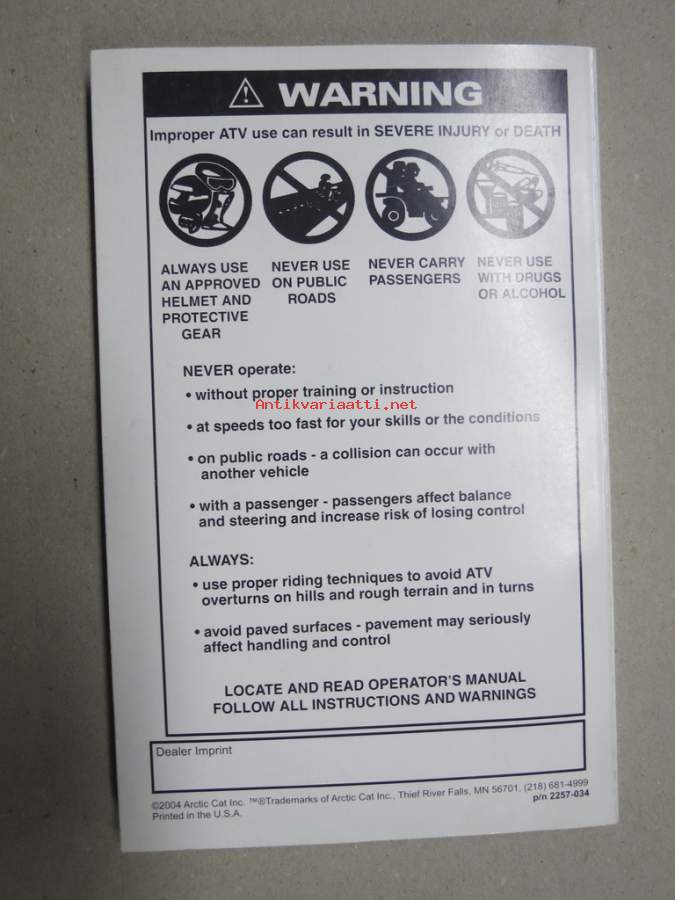 WARNING
Improper ATV use can result in SEVERE INJURY or DEATH
ALWAYS USE
AN APPROVED
HELMET AND
PROTECTIVE
GEAR
NEVER USE
ON PUBLIC
ROADS
NEVER CARRY
PASSENGERS
NEVER USE
WITH DRUGS
OR ALCOHOL
NEVER operate:
• without proper training or instruction
Antikvariaatti.net
• at speeds too fast for your skills or the conditions
• on public roads - a collision can occur with
another vehicle
• with a passenger - passengers affect balance
and steering and increase risk of losing control
ALWAYS:
• use proper riding techniques to avoid ATV
overturns on hills and rough terrain and in turns
• avoid paved surfaces - pavement may seriously
affect handling and control
LOCATE AND READ OPERATOR'S MANUAL
FOLLOW ALL INSTRUCTIONS AND WARNINGS
Dealer Imprint
©2004 Arctic Cat Inc. ™®Trademarks of Arctic Cat Inc., Thief River Falls, MN 56701, (218) 681-4999
Printed in the U.S.A.
p/n 2257-034